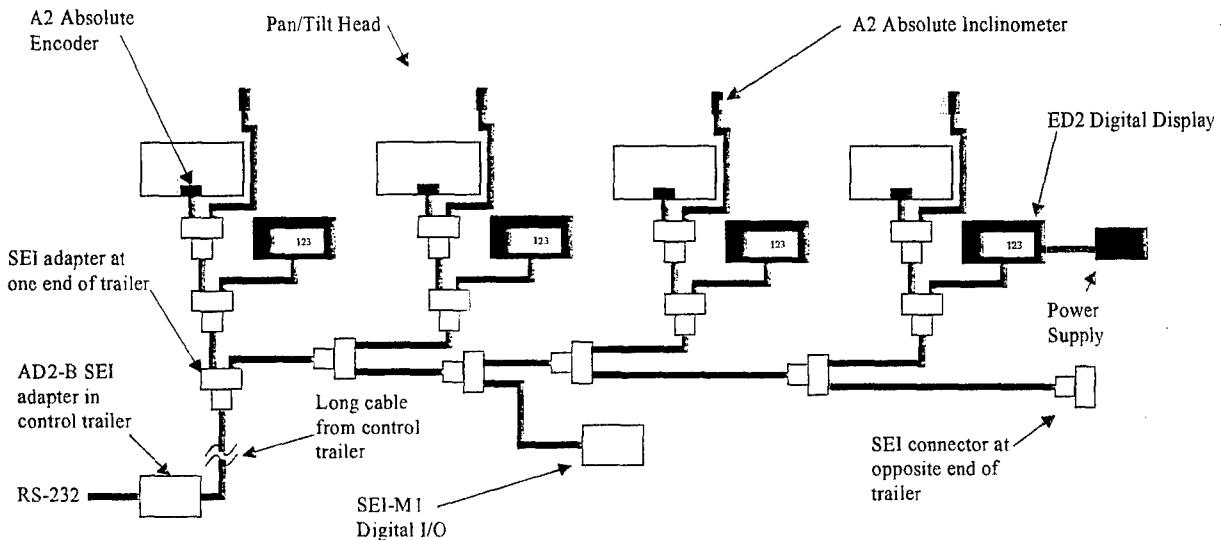 A2 Absolute
Encoder
Pan/Tilt Head
A2 Absolute Inclinometer
ED2 Digital Display
123
123
123
123
SEI adapter at
one end of trailer
Power
Supply
AD2-B SEI
adapter in
control trailer
Long cable
from control
trailer
SEI connector at
opposite end of
trailer
RS-232
SEI-M1
Digital I/O